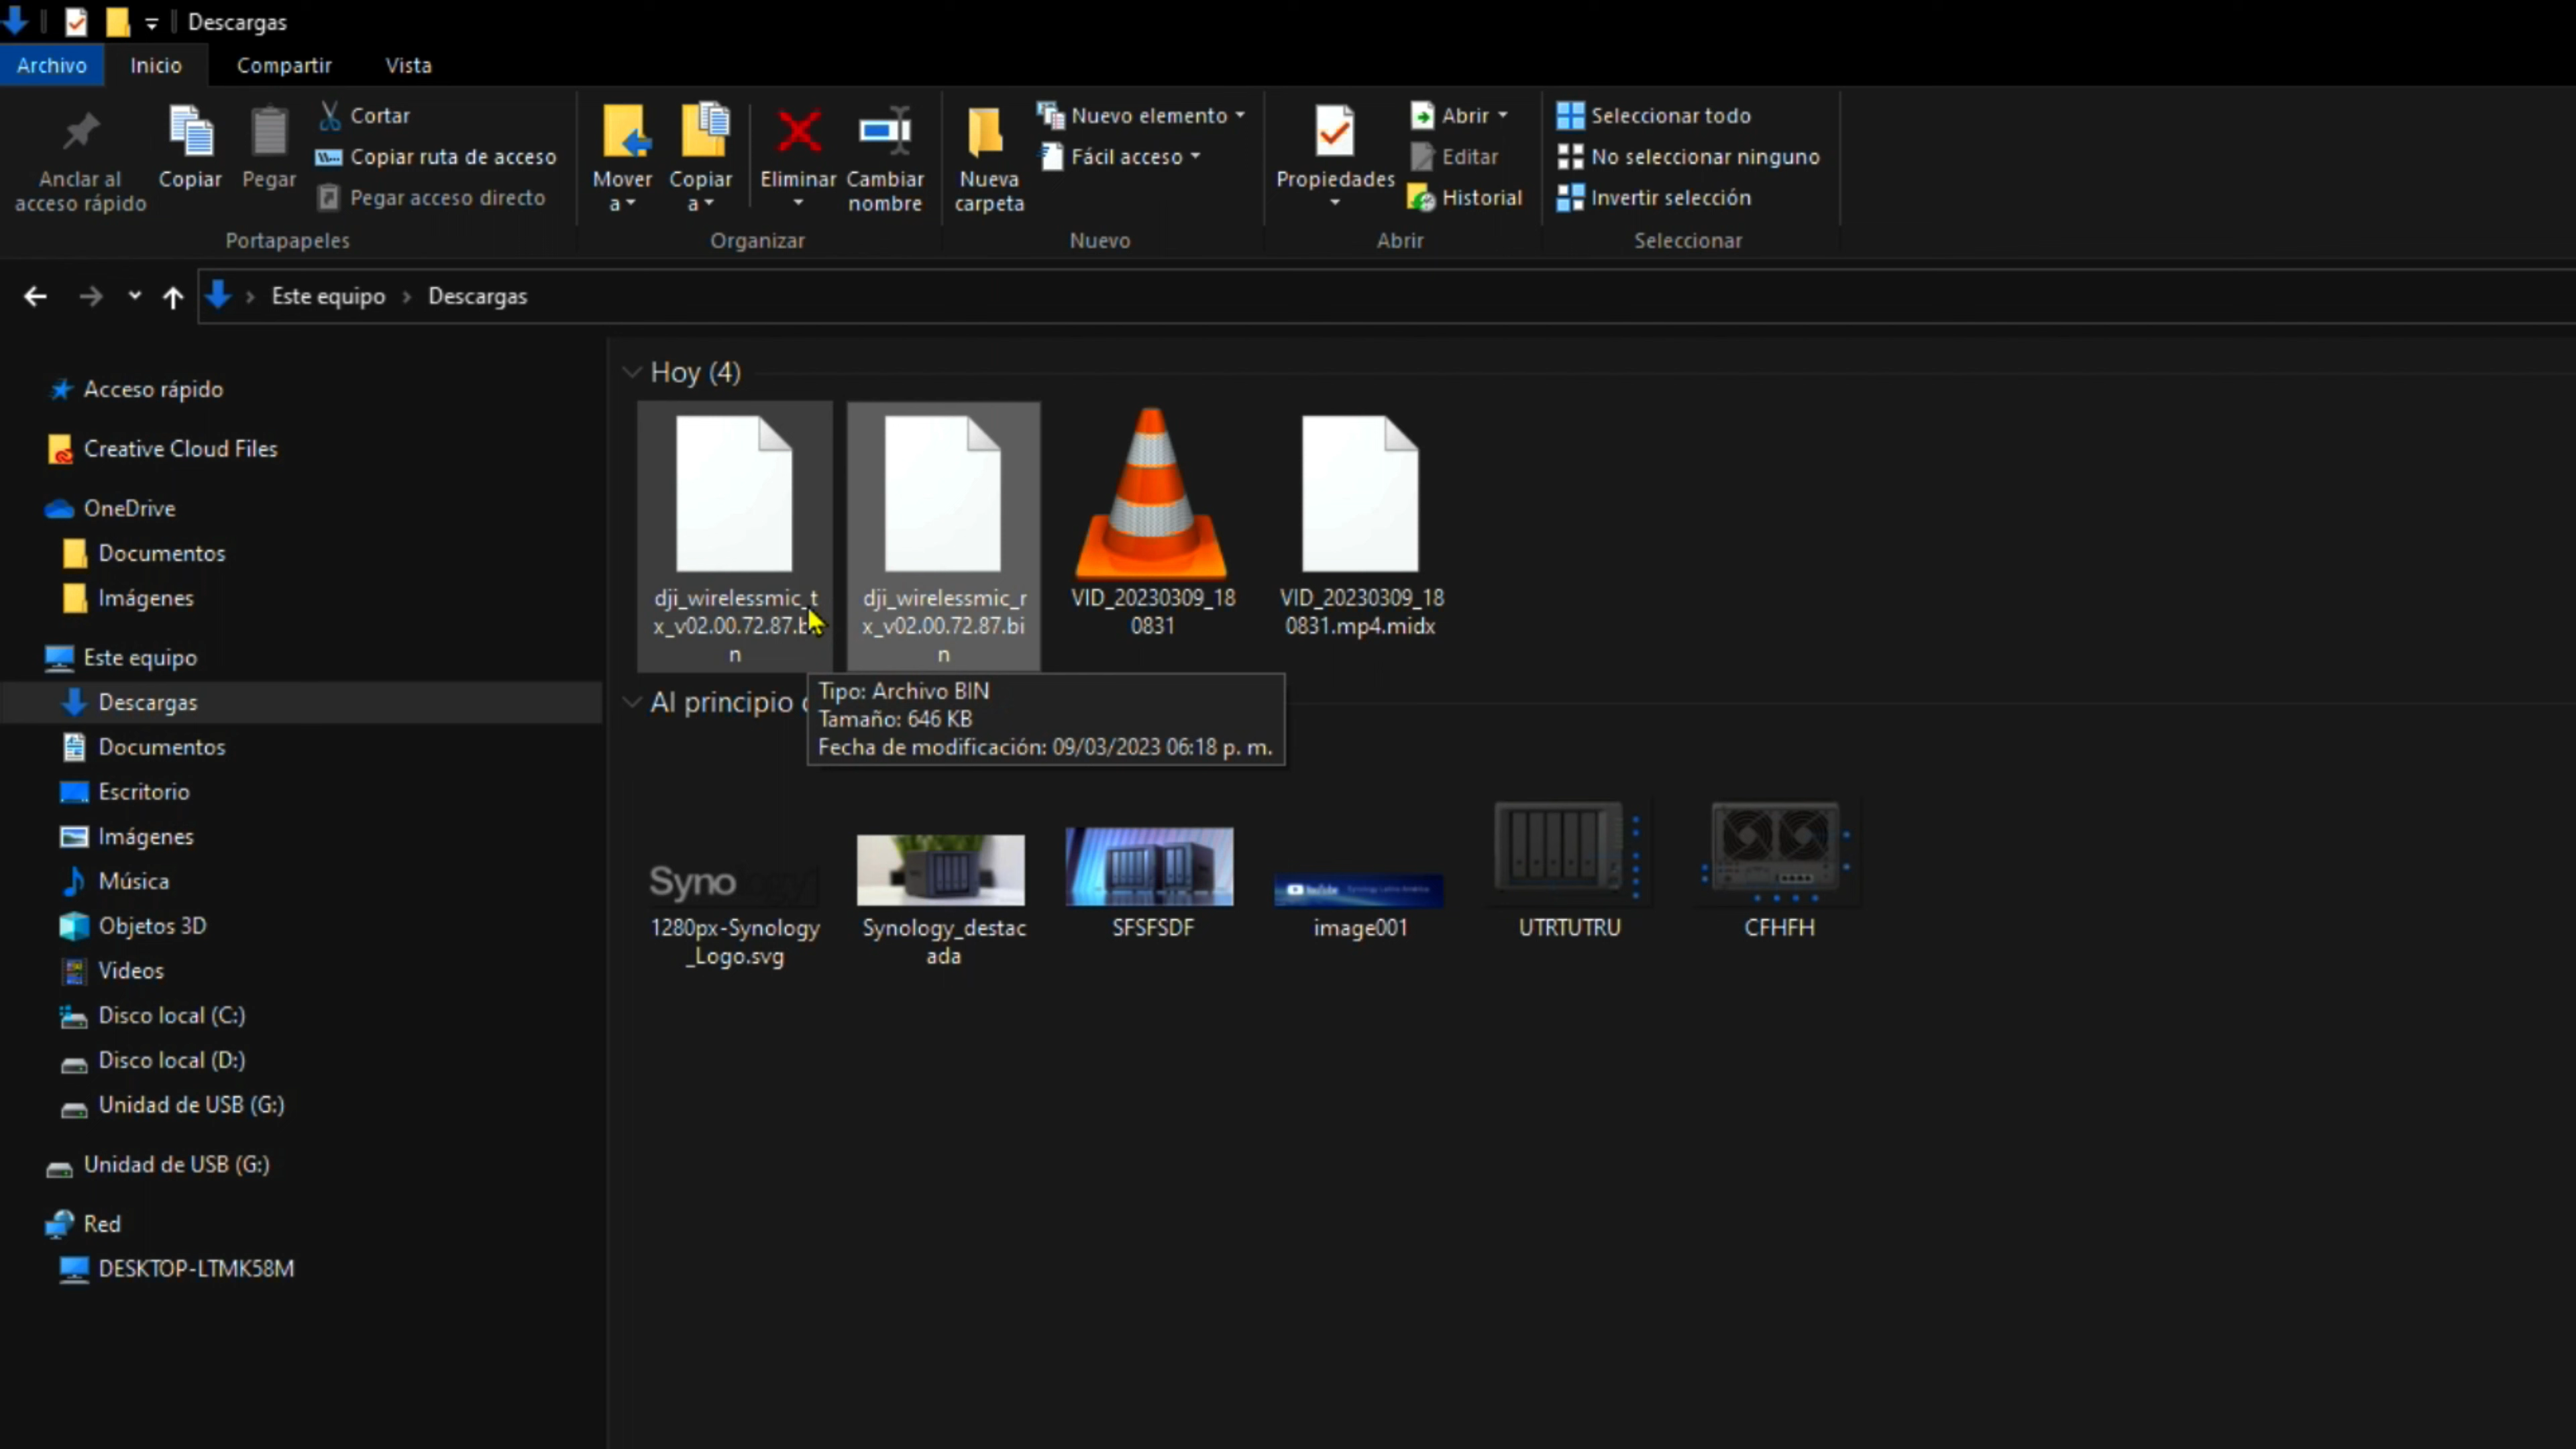 Descargas
Archivo
Inicio
Compartir
Vista
Anclar al
acceso rápido
Copiar
Pegar
Cortar
Copiar ruta de acceso
Pegar acceso directo
Portapapeles
Mover
a
Copiar
a
Eliminar
Cambiar
nombre
Organizar
Nueva
carpeta
Nuevo elemento
Fácil acceso
Nuevo
Propiedades
Abrir
Editar
Historial
Abrir
Seleccionar todo
No seleccionar ninguno
Invertir selección
Seleccionar
Este equipo
Descargas
Acceso rápido
Creative Cloud Files
OneDrive
Documentos
Imágenes
Este equipo
Descargas
Documentos
Escritorio
Imágenes
Música
Objetos 3D
Videos
Disco local (C:)
Disco local (D:)
Unidad de USB (G:)
Unidad de USB (G:)
Red
DESKTOP-LTMK58M
Hoy (4)
dji_wirelessmic_t
x_v02.00.72.87.bi
n
dji_wirelessmic_r
x_v02.00.72.87.bi
n
VID_20230309_18
0831
VID_20230309_18
0831.mp4.midx
Al principio
Tipo: Archivo BIN
Tamaño: 646 KB
Fecha de modificación: 09/03/2023 06:18 p. m.
Synology
1280px-Synology
_Logo.svg
Synology_destac
ada
SFSFSDF
YouTube
image001
UTRTUTRU
CFHFH